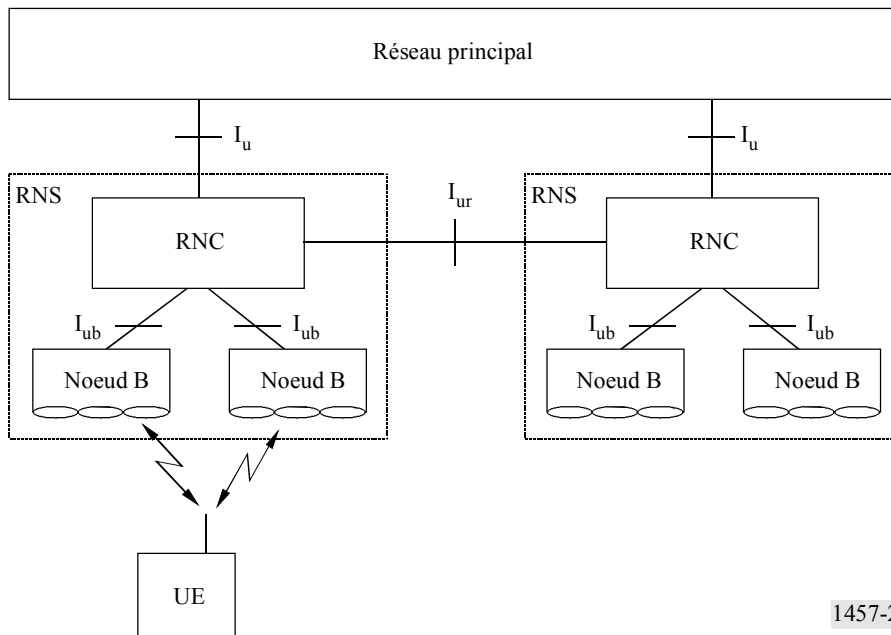 Réseau principal
Iu
Iu
RNS
Iur
RNS
RNC
RNC
Iub
Iub
Iub
Iub
Noeud B
Noeud B
Noeud B
Noeud B
UE
1457-2